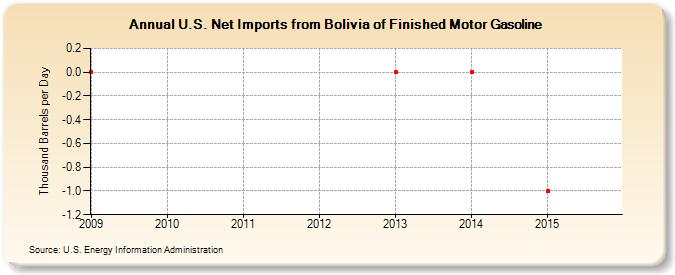 Annual U.S. Net Imports from Bolivia of Finished Motor Gasoline
Thousand Barrels per Day
0.2
0.0
-0.2
-0.4
-0.6
-0.8
-1.0
-1.2
2009 2010 2011 2012 2013 2014 2015
Source: U.S. Energy Information Administration